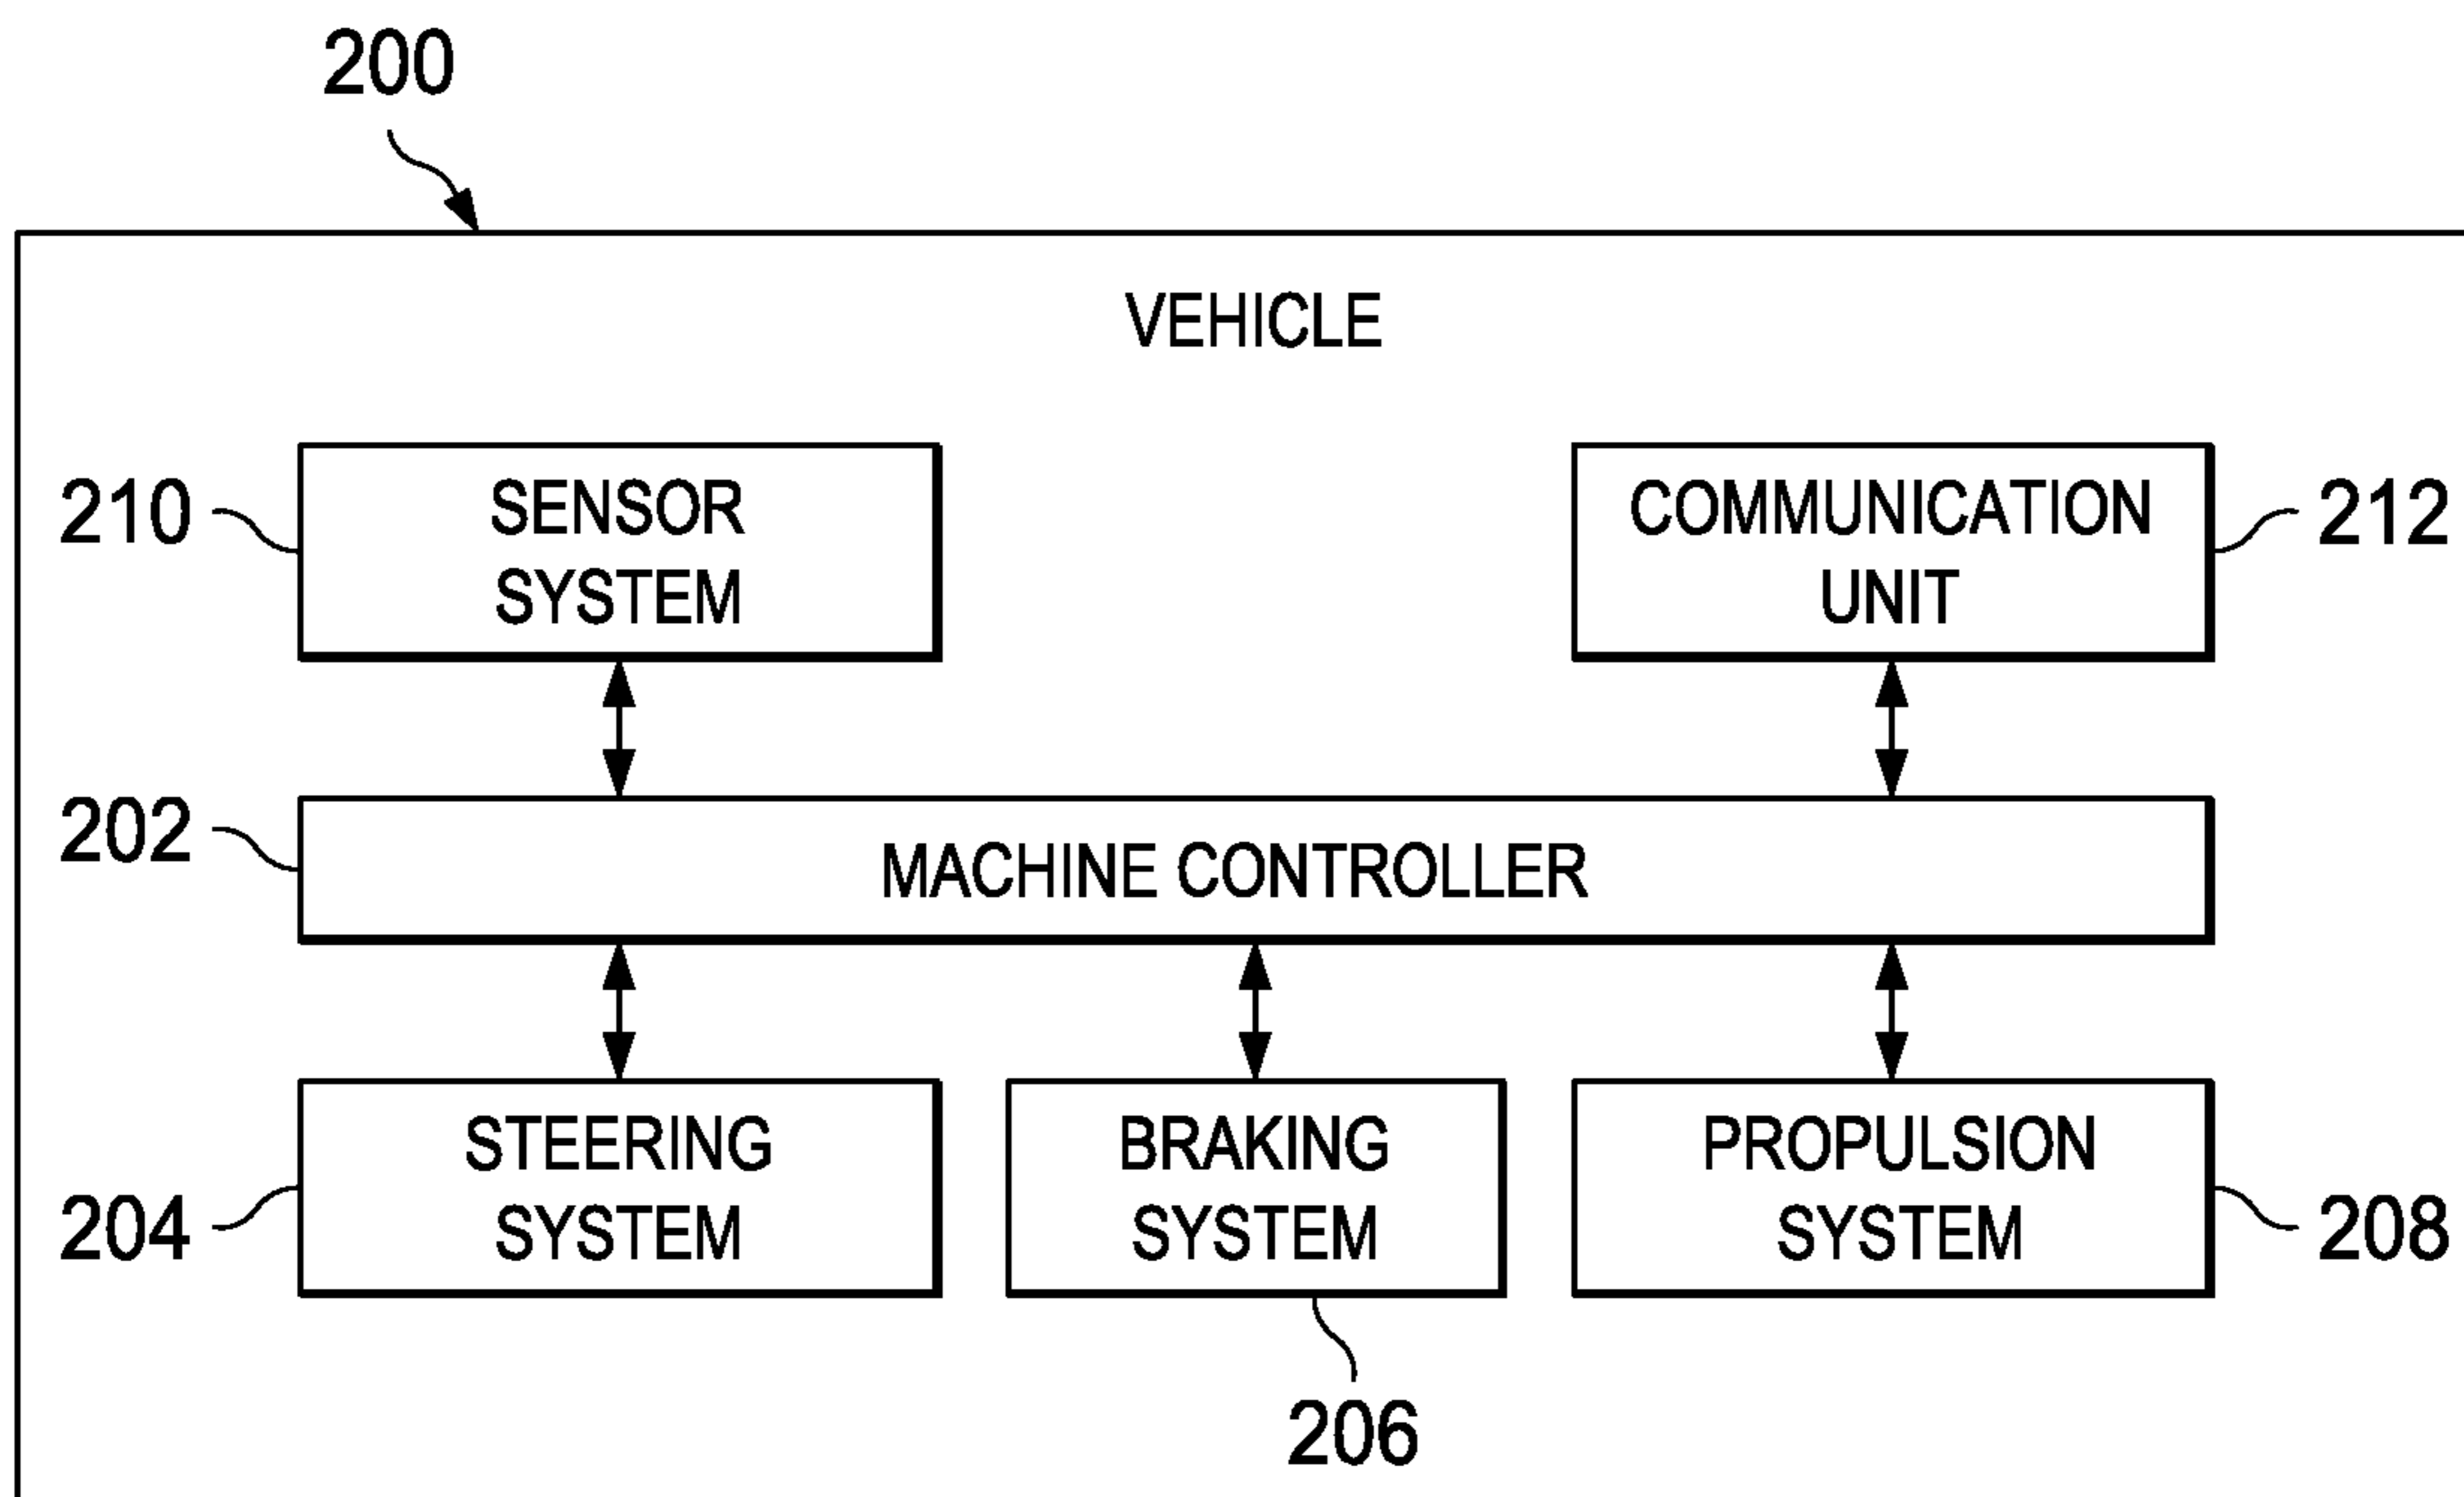 200
VEHICLE
210
SENSOR
SYSTEM
COMMUNICATION
UNIT
212
202
MACHINE CONTROLLER
204
STEERING
SYSTEM
BRAKING
SYSTEM
PROPULSION
SYSTEM
208
206